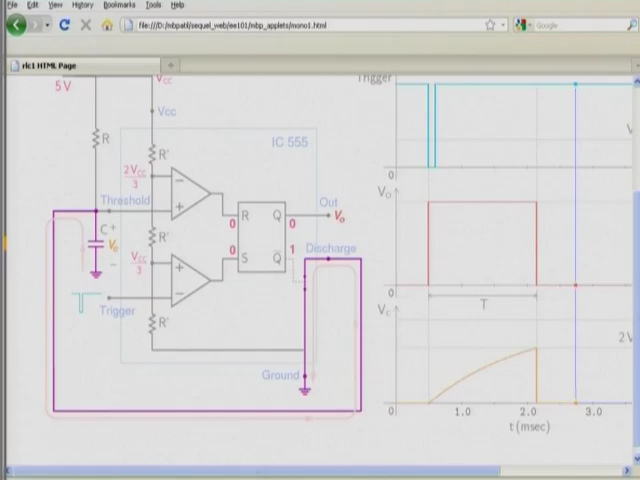 File Edit View History Bookmarks Tools Help
file:///D:/mbpatil/sequel_web/ee101/mbp_applets/mono1.html
Google
rlc1 HTML Page
5V
Vcc
Vcc
R
R'
IC 555
2Vcc
3
Threshold
Out
R Q
Vo
0 0
C
Vc
R'
0 1
S Q̅
Discharge
Vcc
3
Trigger
R'
Ground
Trigger
0
Vo
0
T
Vc
2V
0 1.0 2.0 3.0
t (msec)